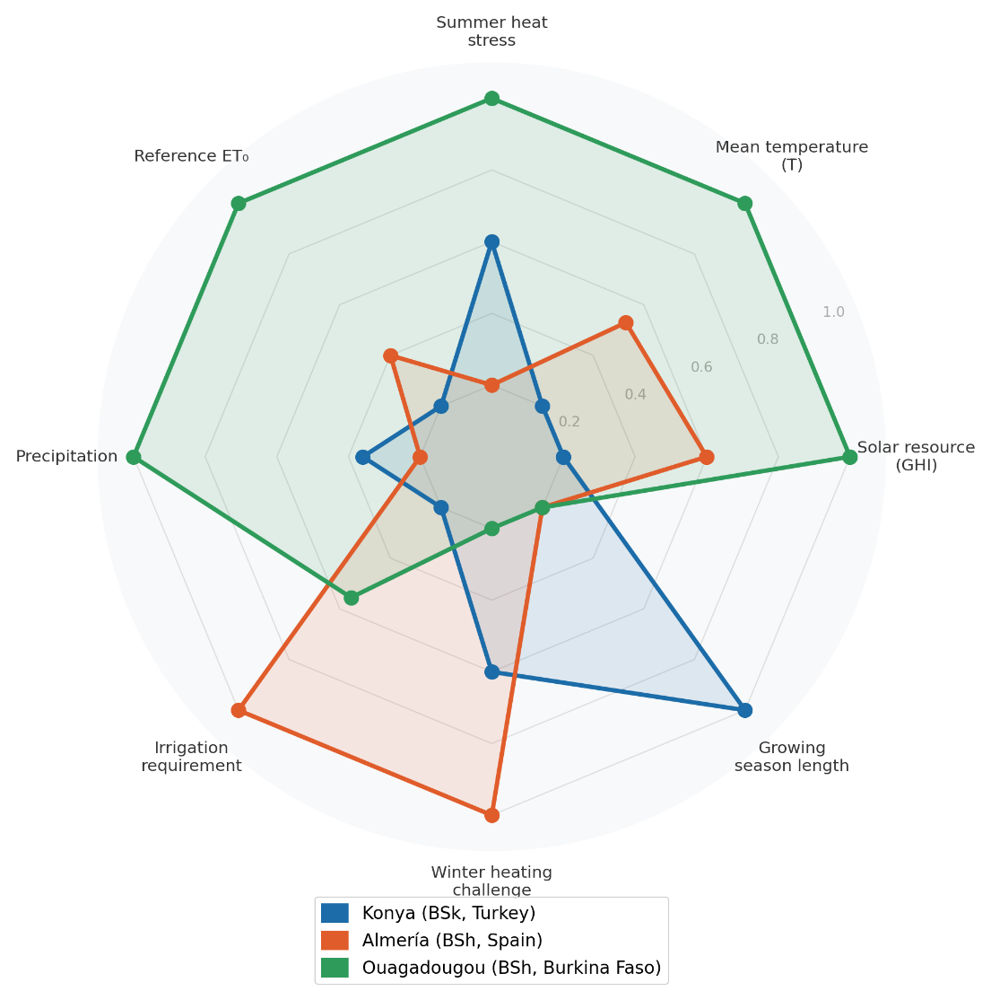 Summer heat
stress
Mean temperature
(T)
Reference ET₀
1.0
0.8
0.6
0.4
0.2
Solar resource
(GHI)
Precipitation
Irrigation
requirement
Growing
season length
Winter heating
challenge
Konya (BSk, Turkey)
Almería (BSh, Spain)
Ouagadougou (BSh, Burkina Faso)